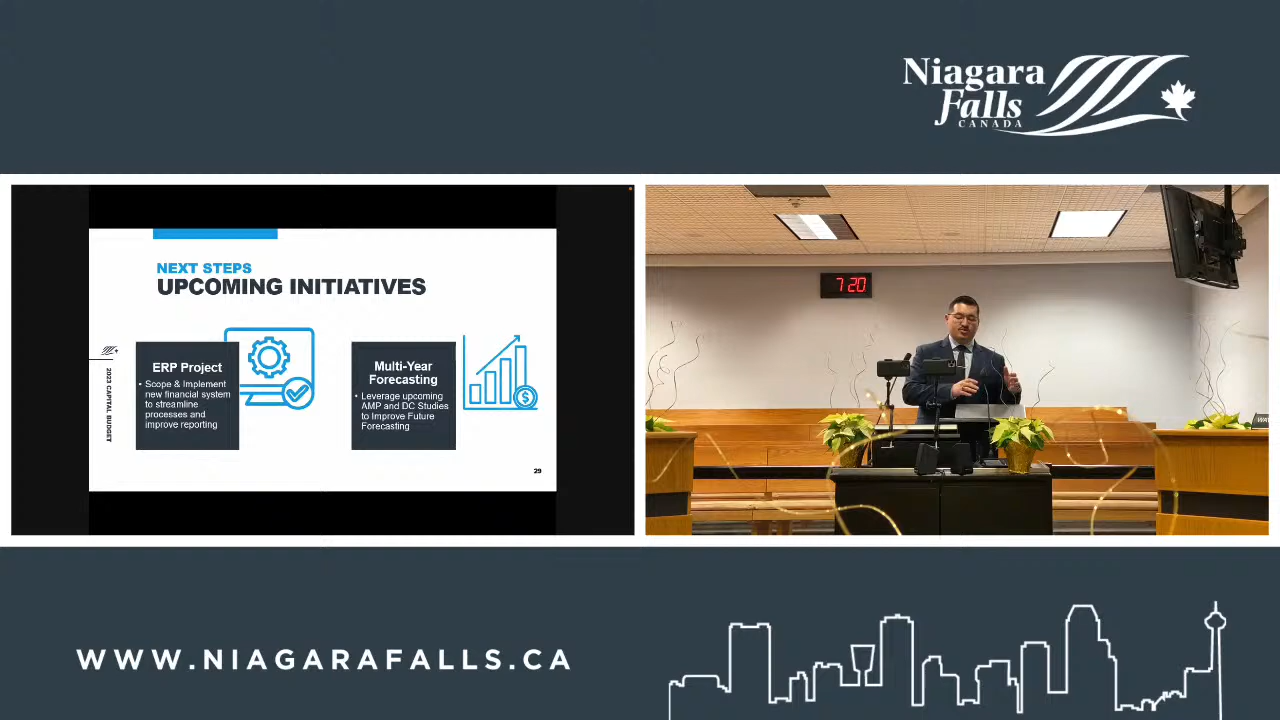 Niagara
Falls
CANADA
NEXT STEPS
UPCOMING INITIATIVES
ERP Project
• Scope & Implement
new financial system
to streamline
processes and
improve reporting
Multi-Year
Forecasting
• Leverage upcoming
AMP and DC Studies
to Improve Future
Forecasting
$
2023 CAPITAL BUDGET
29
7 20
WWW.NIAGARAFALLS.CA